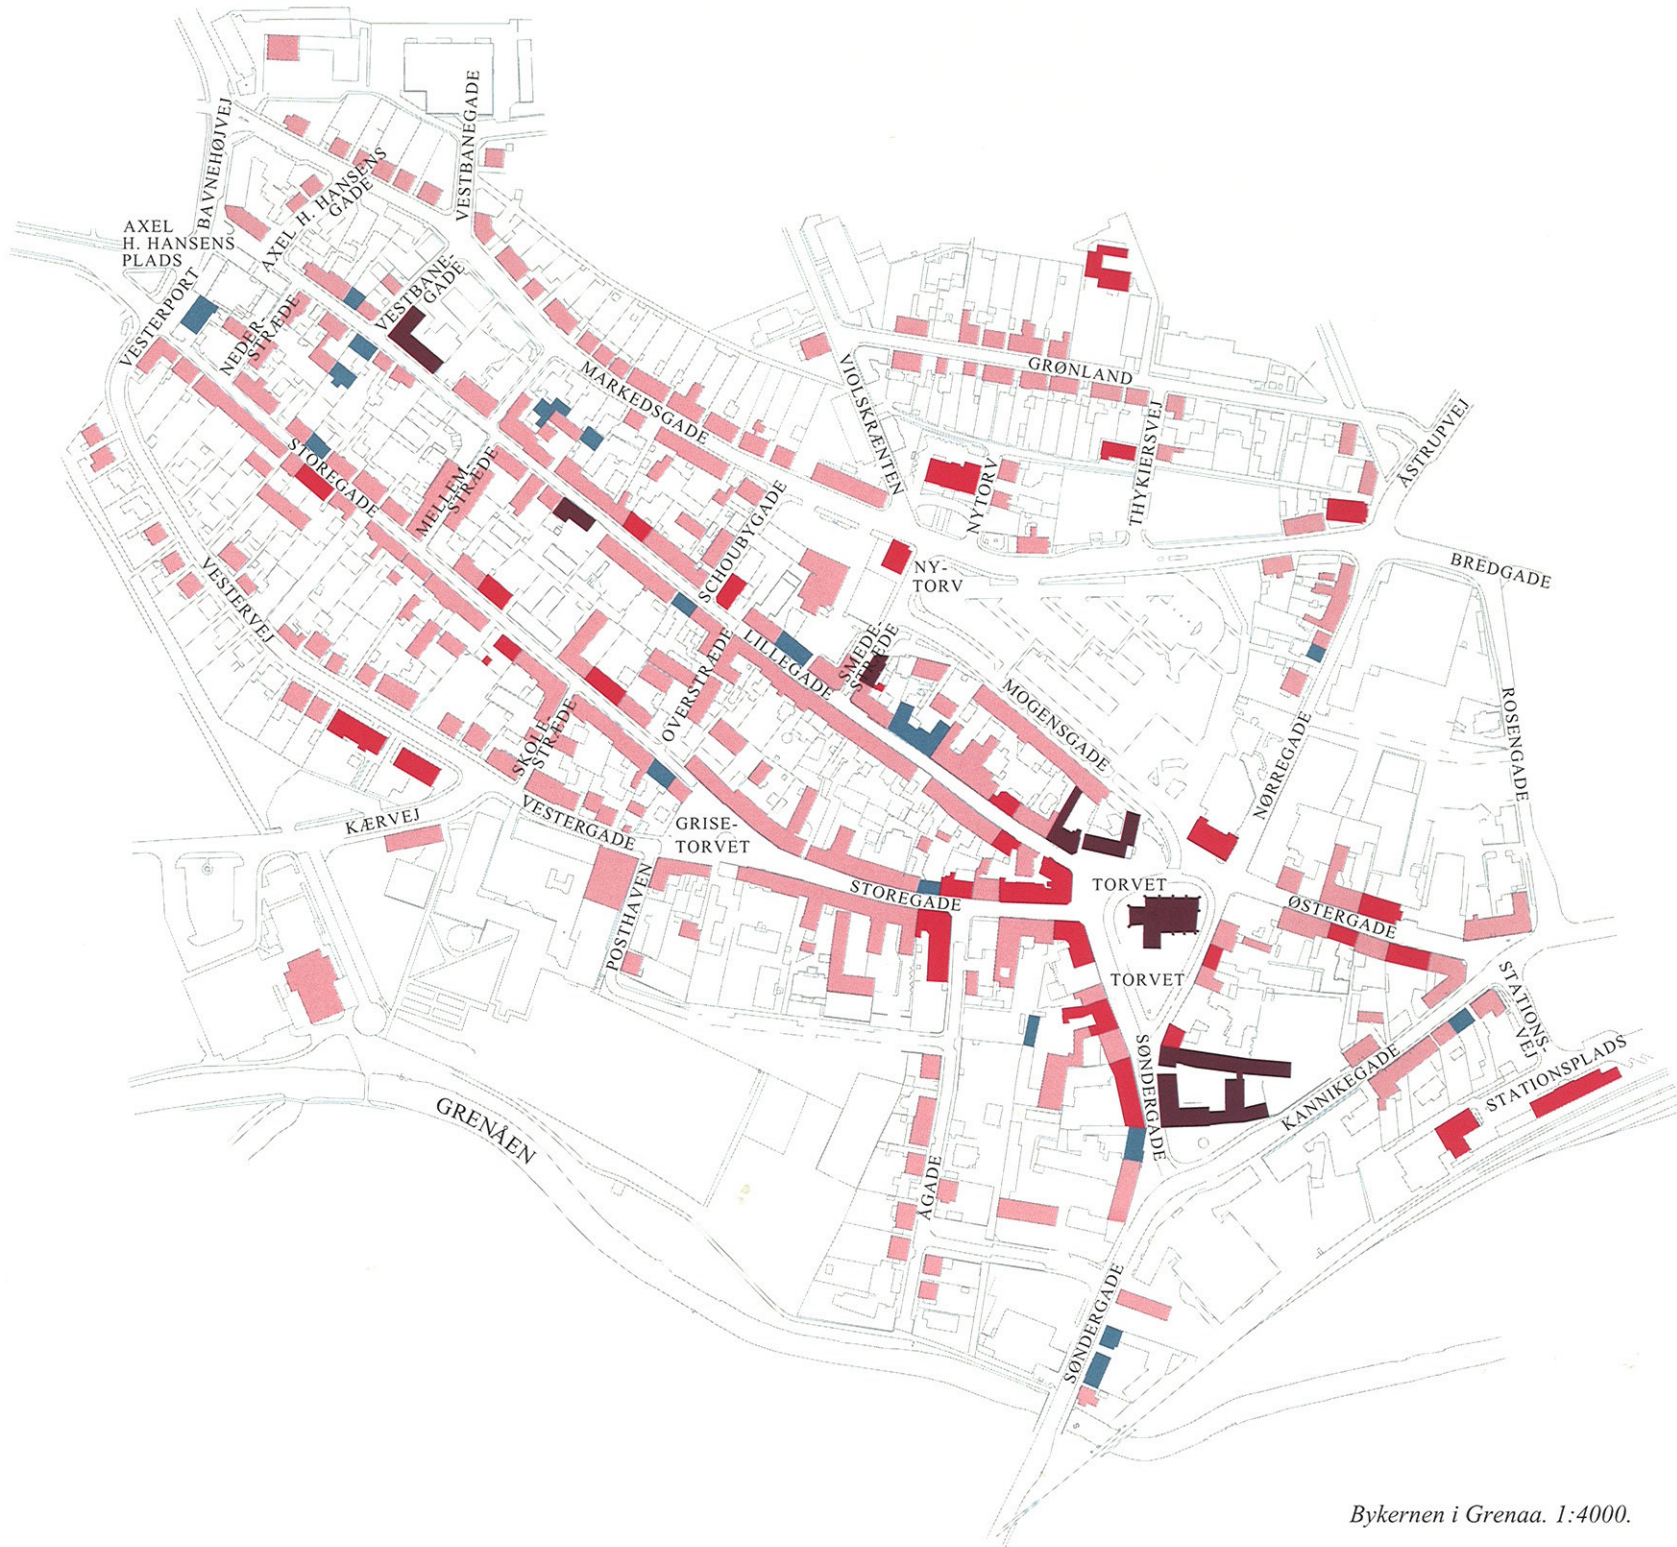 BAVNEHØJVEJ
VESTBANEGADE
AXEL H. HANSENS
GADE
AXEL
H. HANSENS
PLADS
VESTERPORT
NEDER-
STRÆDE
VESTBANE-
GADE
MARKEDSGADE
VIOLSKRÆNTEN
GRØNLAND
THYKIERSVEJ
ÅSTRUPVEJ
STOREGADE
MELLEM-
STRÆDE
NYTORV
SCHOUBYGADE
NY-
TORV
BREDGADE
VESTERVEJ
LILLEGADE
SMEDE-
STRÆDE
OVERSTRÆDE
MOGENSGADE
ROSENGADE
SKOLE-
STRÆDE
NØRREGADE
KÆRVEJ
VESTERGADE
GRISE-
TORVET
STOREGADE
TORVET
ØSTERGADE
POSTHAVEN
TORVET
STATIONS-
VEJ
SØNDERGADE
KANNIKEGADE
STATIONSPLADS
GRENÅEN
ÅGADE
SØNDERGADE
Bykernen i Grenaa. 1:4000.